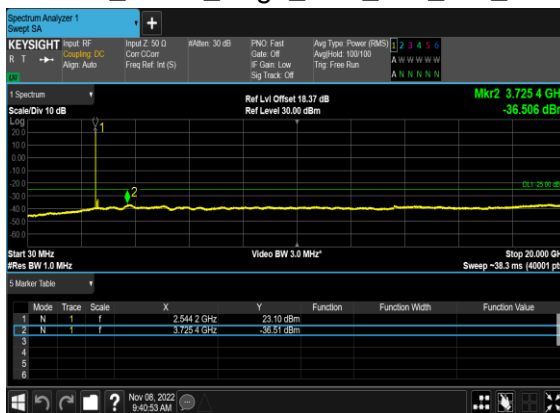 Spectrum Analyzer 1
Swept SA
+
KEYSIGHT Input: RF Input Z: 50 Ω #Atten: 30 dB PNO: Fast Avg Type: Power (RMS) 1 2 3 4 5 6
R T Coupling: DC Corr CCorr Gate: Off Avg|Hold: 100/100 A W W W W W
Align: Auto Freq Ref: Int (S) IF Gain: Low Trig: Free Run
Sig Track: Off A N N N N N
LW
1 Spectrum Ref Lvl Offset 18.37 dB Mkr2 3.725 4 GH
Scale/Div 10 dB Ref Level 30.00 dBm -36.506 dBr
Log
20.0
10.0
0.00
-10.0
-20.0
-30.0
-40.0
-50.0
-60.0
1
2
DL1 -25.00 dB
Start 30 MHz Video BW 3.0 MHz* Stop 20.000 GH
#Res BW 1.0 MHz Sweep ~38.3 ms (40001 pt
5 Marker Table
Mode Trace Scale X Y Function Function Width Function Value
1 N 1 f 2.544 2 GHz 23.10 dBm
2 N 1 f 3.725 4 GHz -36.51 dBm
3
4
5
6
? Nov 08, 2022
9:40:53 AM